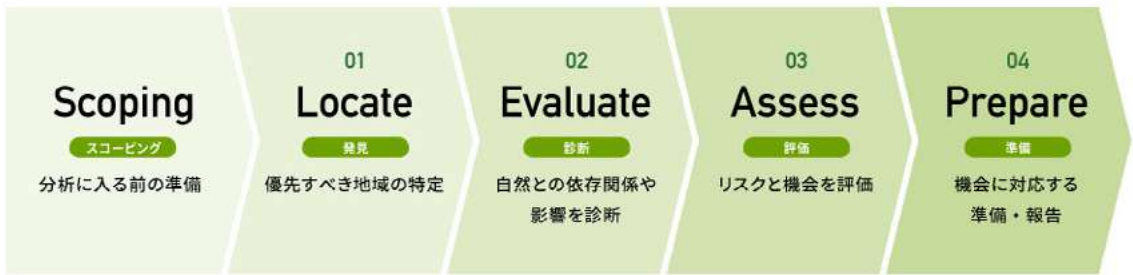 Scoping
スコーピング
分析に入る前の準備
01
Locate
発見
優先すべき地域の特定
02
Evaluate
診断
自然との依存関係や
影響を診断
03
Assess
評価
リスクと機会を評価
04
Prepare
準備
機会に対応する
準備・報告